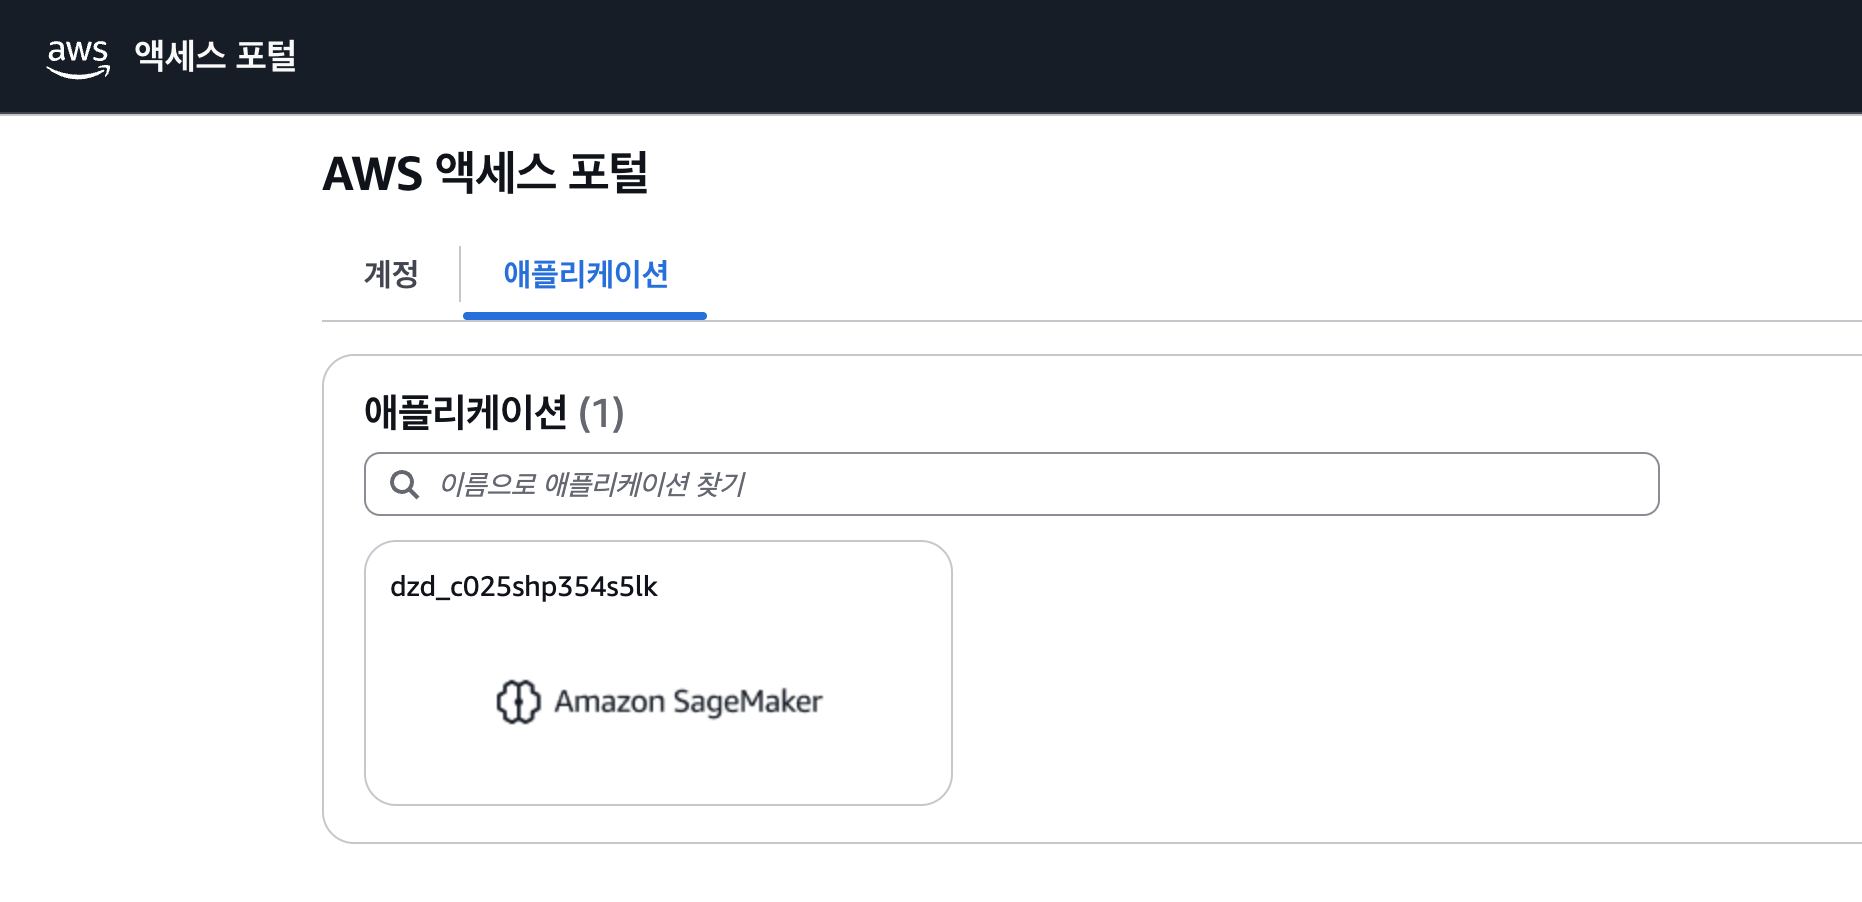 aws 액세스 포털
AWS 액세스 포털
계정
애플리케이션
애플리케이션 (1)
이름으로 애플리케이션 찾기
dzd_c025shp354s5lk
Amazon SageMaker